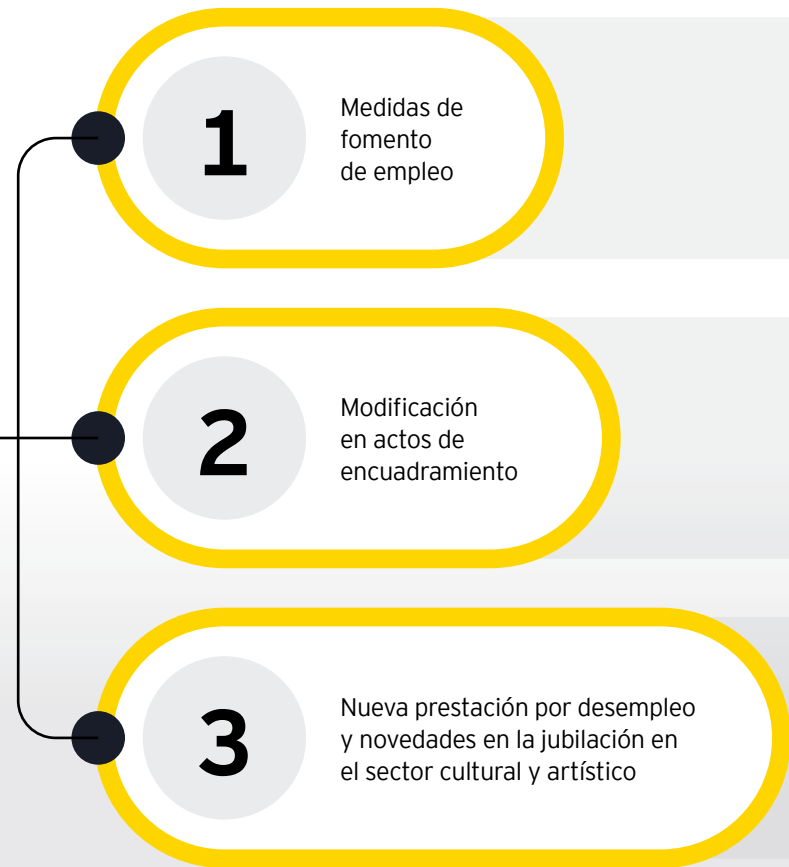 1
Medidas de
fomento
de empleo
2
Modificación
en actos de
encuadramiento
3
Nueva prestación por desempleo
y novedades en la jubilación en
el sector cultural y artístico